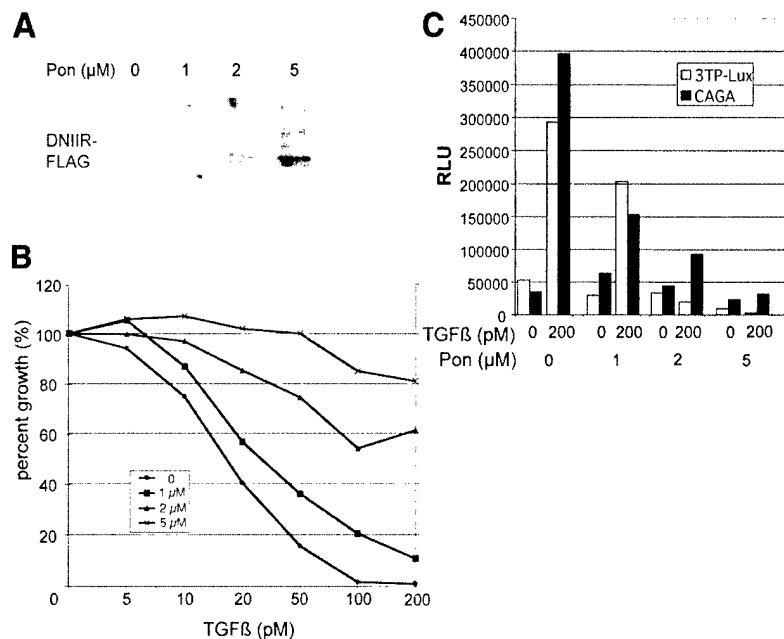 A
Pon (µM) 0 1 2 5
DNIIR-
FLAG
B
120
100
80
60
40
20
percent growth (%)
0
1 µM
2 µM
5 µM
0 5 10 20 50 100 200
TGFß (pM)
C
450000
400000
350000
300000
250000
200000
150000
100000
50000
0
RLU
3TP-Lux
CAGA
TGFß (pM) 0 200 0 200 0 200 0 200
Pon (µM) 0 1 2 5